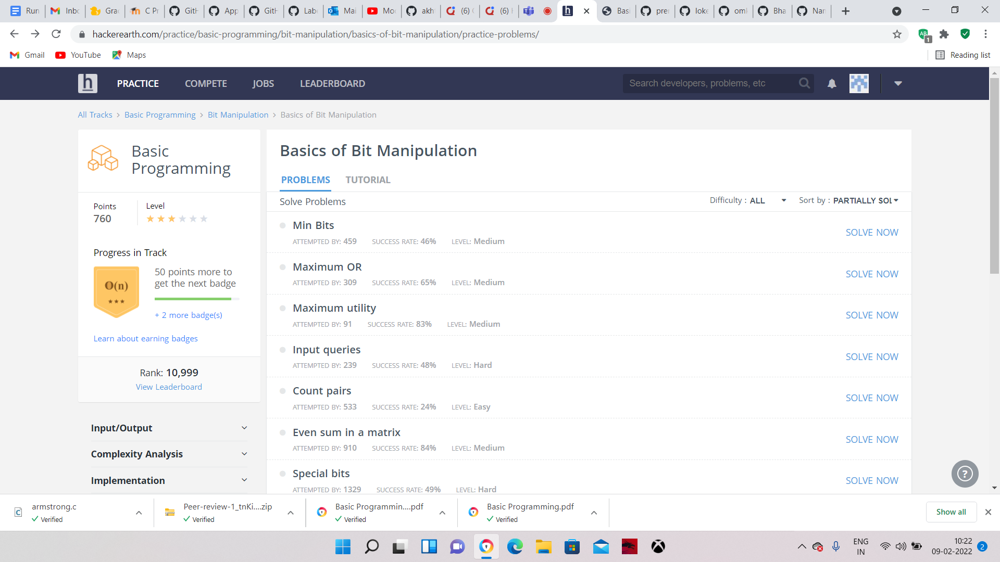 Run
Inbo
Gra
C Pr
GitH
App
GitH
Labe
Mai
Mo
akh
(6)
(6)
Basi
prer
loke
oml
Bha
Nar
hackerearth.com/practice/basic-programming/bit-manipulation/basics-of-bit-manipulation/practice-problems/
AB
1
Gmail
YouTube
Maps
Reading list
h
PRACTICE
COMPETE
JOBS
LEADERBOARD
Search developers, problems, etc
All Tracks > Basic Programming > Bit Manipulation > Basics of Bit Manipulation
Basic
Programming
Points
760
Level
Progress in Track
O(n)
50 points more to
get the next badge
+ 2 more badge(s)
Learn about earning badges
Rank: 10,999
View Leaderboard
Input/Output
Complexity Analysis
Implementation
Basics of Bit Manipulation
PROBLEMS
TUTORIAL
Solve Problems
Difficulty : ALL
Sort by : PARTIALLY SOL
Min Bits
ATTEMPTED BY: 459 SUCCESS RATE: 46% LEVEL: Medium
SOLVE NOW
Maximum OR
ATTEMPTED BY: 309 SUCCESS RATE: 65% LEVEL: Medium
SOLVE NOW
Maximum utility
ATTEMPTED BY: 91 SUCCESS RATE: 83% LEVEL: Medium
SOLVE NOW
Input queries
ATTEMPTED BY: 239 SUCCESS RATE: 48% LEVEL: Hard
SOLVE NOW
Count pairs
ATTEMPTED BY: 533 SUCCESS RATE: 24% LEVEL: Easy
SOLVE NOW
Even sum in a matrix
ATTEMPTED BY: 910 SUCCESS RATE: 84% LEVEL: Medium
SOLVE NOW
Special bits
ATTEMPTED BY: 1329 SUCCESS RATE: 49% LEVEL: Hard
SOLVE NOW
?
armstrong.c
Verified
Peer-review-1_tnKi....zip
Verified
Basic Programmin....pdf
Verified
Basic Programming.pdf
Verified
Show all
ENG
IN
10:22
09-02-2022
2